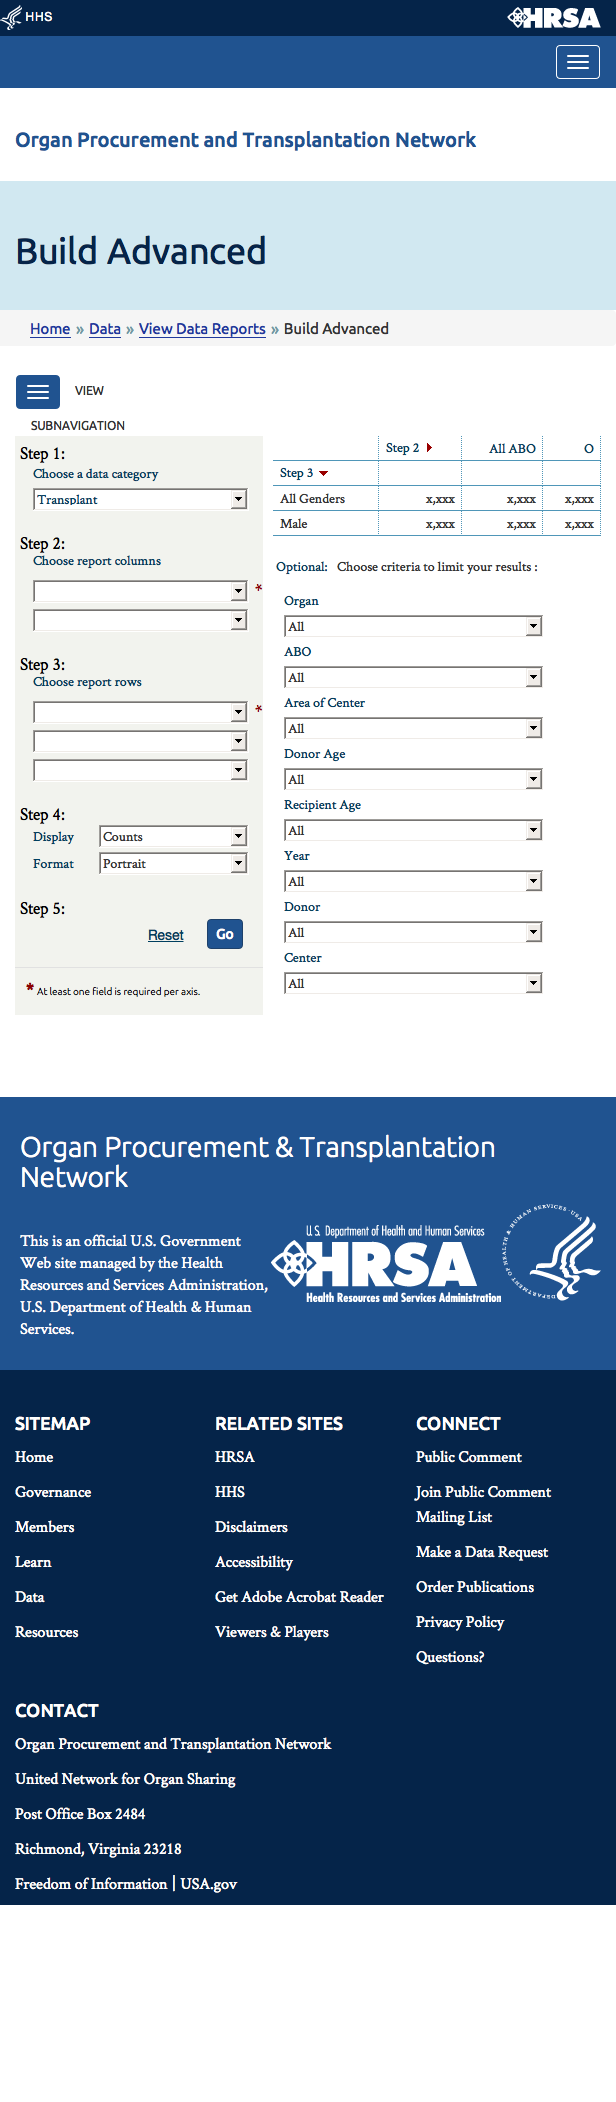 HHS
HRSA
Organ Procurement and Transplantation Network
Build Advanced
Home » Data » View Data Reports » Build Advanced
VIEW
SUBNAVIGATION
Step 1:
Choose a data category
Transplant
Step 2:
Choose report columns
*
Step 3:
Choose report rows
*
Step 4:
Display Counts
Format Portrait
Step 5:
Reset Go
* At least one field is required per axis.
Step 2 All ABO O
Step 3
All Genders x,xxx x,xxx x,xxx
Male x,xxx x,xxx x,xxx
Optional: Choose criteria to limit your results :
Organ
All
ABO
All
Area of Center
All
Donor Age
All
Recipient Age
All
Year
All
Donor
All
Center
All
Organ Procurement & Transplantation
Network
This is an official U.S. Government
Web site managed by the Health
Resources and Services Administration,
U.S. Department of Health & Human
Services.
U.S. Department of Health and Human Services
HRSA
Health Resources and Services Administration
DEPARTMENT OF HEALTH & HUMAN SERVICES · USA
SITEMAP
Home
Governance
Members
Learn
Data
Resources
RELATED SITES
HRSA
HHS
Disclaimers
Accessibility
Get Adobe Acrobat Reader
Viewers & Players
CONNECT
Public Comment
Join Public Comment
Mailing List
Make a Data Request
Order Publications
Privacy Policy
Questions?
CONTACT
Organ Procurement and Transplantation Network
United Network for Organ Sharing
Post Office Box 2484
Richmond, Virginia 23218
Freedom of Information | USA.gov